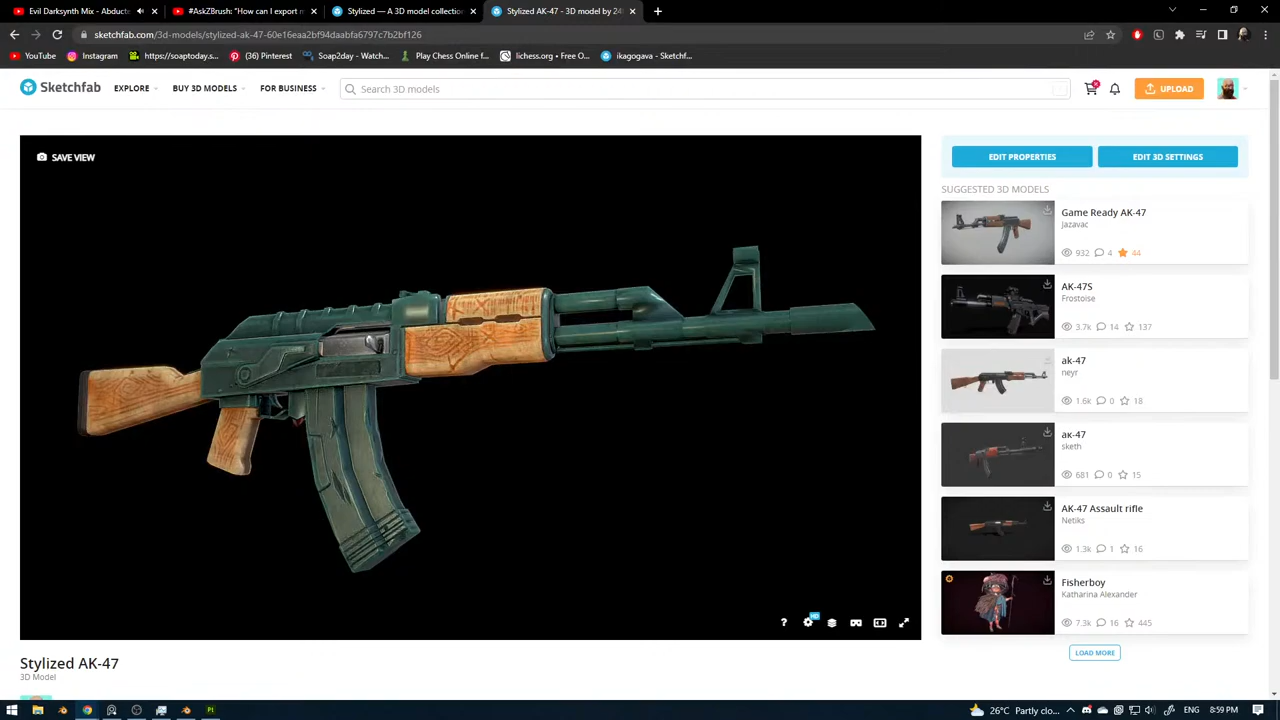 Evil Darksynth Mix - Abducte
#AskZBrush: "How can I export m
Stylized — A 3D model collection
Stylized AK-47 - 3D model by 24
sketchfab.com/3d-models/stylized-ak-47-60e16eaa2bf94daabfa6797c7b2bf126
YouTube
Instagram
https://soaptoday....
(36) Pinterest
Soap2day - Watch...
Play Chess Online f...
lichess.org • Free O...
ikagogava - Sketchf...
Sketchfab
EXPLORE
BUY 3D MODELS
FOR BUSINESS
Search 3D models
UPLOAD
SAVE VIEW
EDIT PROPERTIES
EDIT 3D SETTINGS
SUGGESTED 3D MODELS
Game Ready AK-47
Jazavac
932 4 44
AK-47S
Frostoise
3.7k 14 137
ak-47
neyr
1.6k 0 18
ак-47
sketh
681 0 15
AK-47 Assault rifle
Netiks
1.3k 1 16
Fisherboy
Katharina Alexander
7.3k 16 445
LOAD MORE
? HD
Stylized AK-47
3D Model
26°C Partly clo...
ENG
8:59 PM